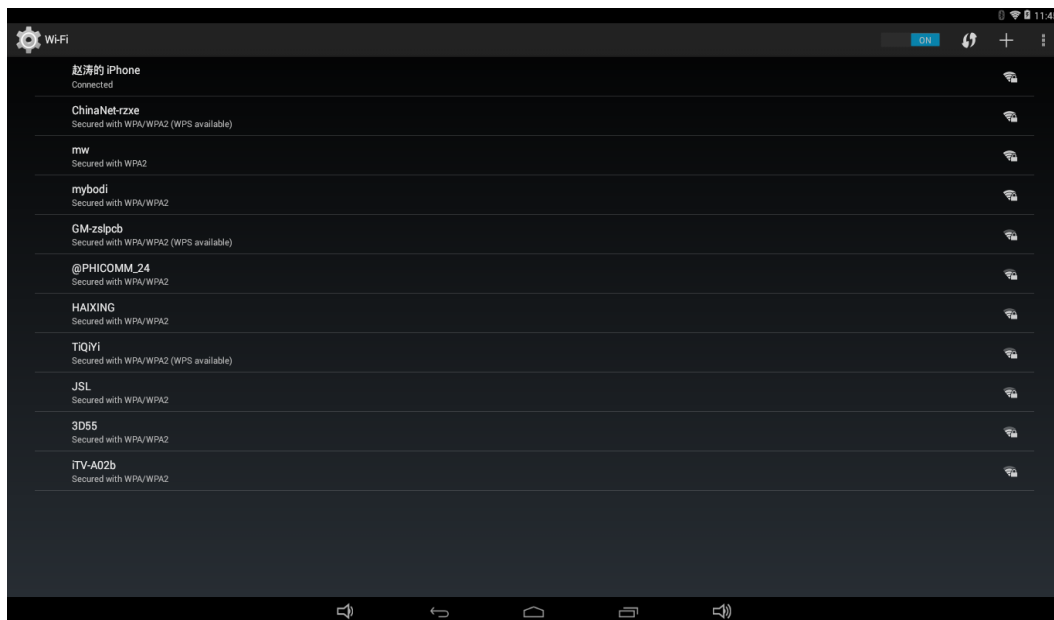 11:4
Wi-Fi
ON
赵涛的 iPhone
Connected
ChinaNet-rzxe
Secured with WPA/WPA2 (WPS available)
mw
Secured with WPA2
mybodi
Secured with WPA/WPA2
GM-zslpcb
Secured with WPA/WPA2 (WPS available)
@PHICOMM_24
Secured with WPA/WPA2
HAIXING
Secured with WPA/WPA2
TiQiYi
Secured with WPA/WPA2 (WPS available)
JSL
Secured with WPA/WPA2
3D55
Secured with WPA/WPA2
iTV-A02b
Secured with WPA/WPA2